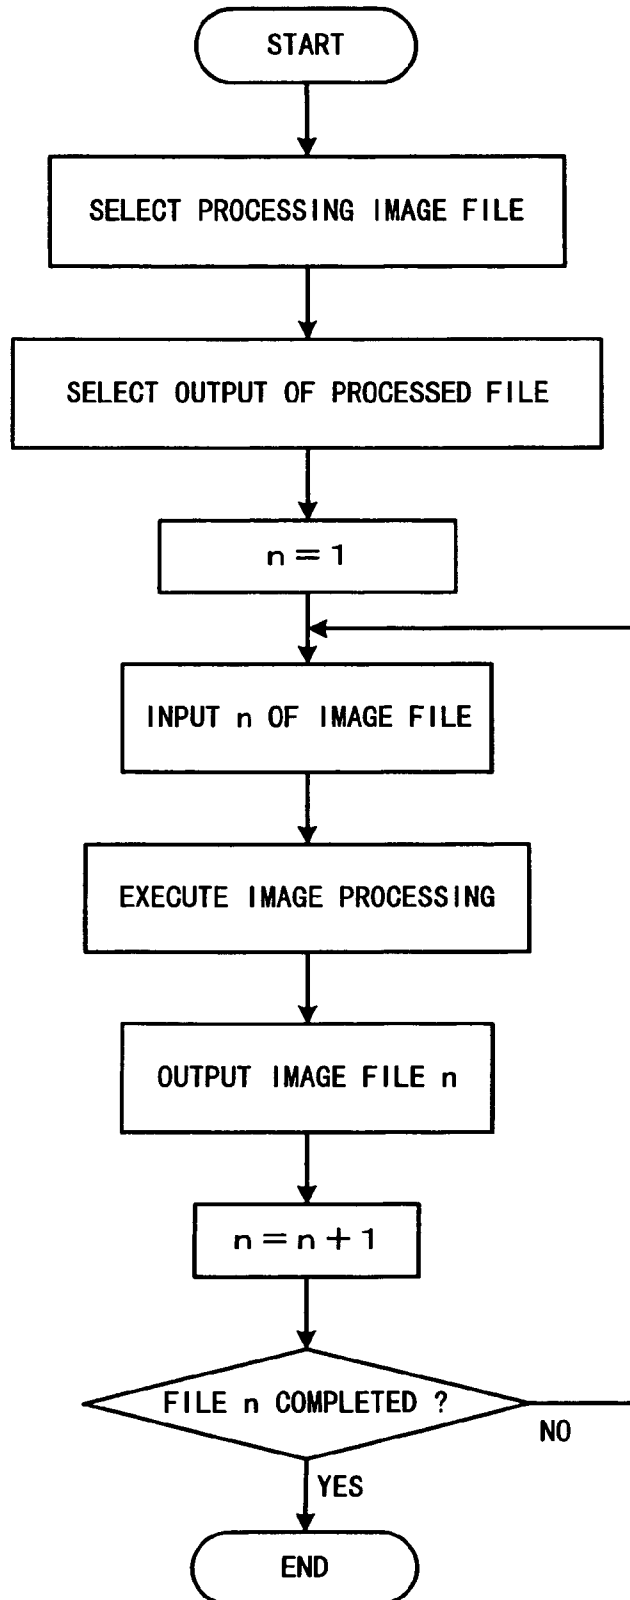 START
SELECT PROCESSING IMAGE FILE
SELECT OUTPUT OF PROCESSED FILE
n = 1
INPUT n OF IMAGE FILE
EXECUTE IMAGE PROCESSING
OUTPUT IMAGE FILE n
n = n + 1
FILE n COMPLETED ?
NO
YES
END